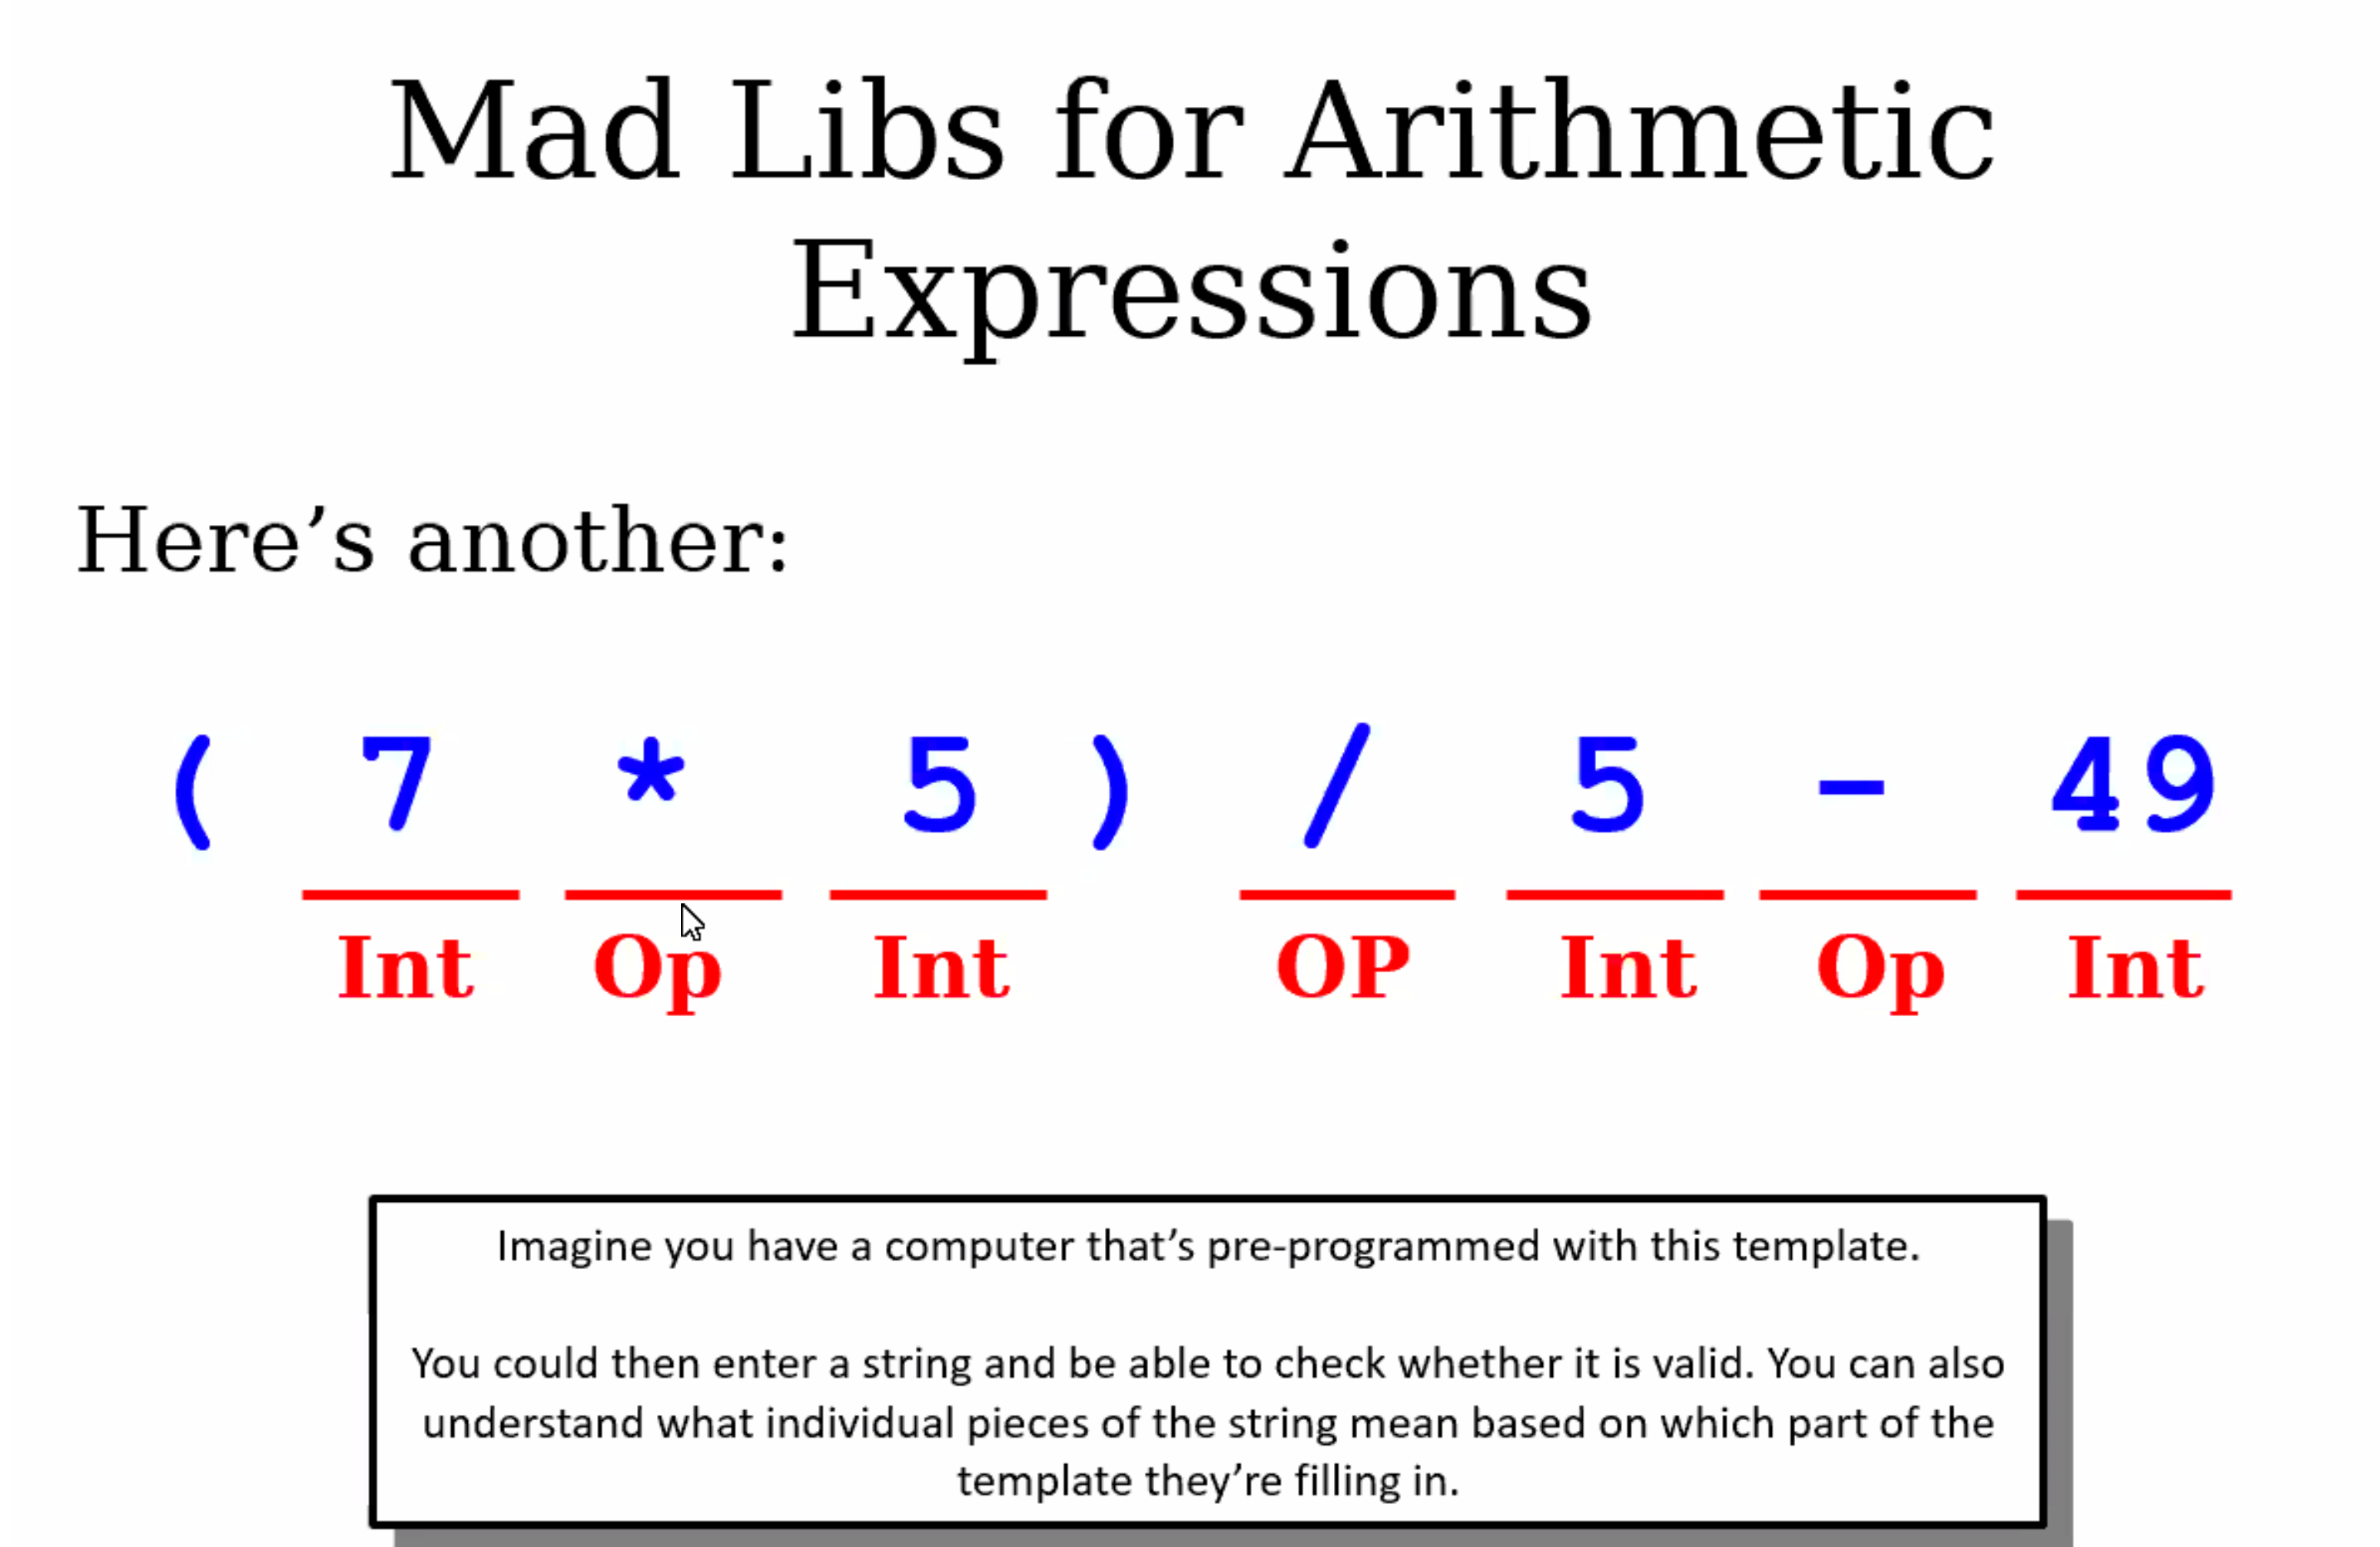 Mad Libs for Arithmetic
Expressions
Here’s another:
( 7 * 5 ) / 5 - 49
Int Op Int OP Int Op Int
Imagine you have a computer that’s pre-programmed with this template.
You could then enter a string and be able to check whether it is valid. You can also
understand what individual pieces of the string mean based on which part of the
template they’re filling in.